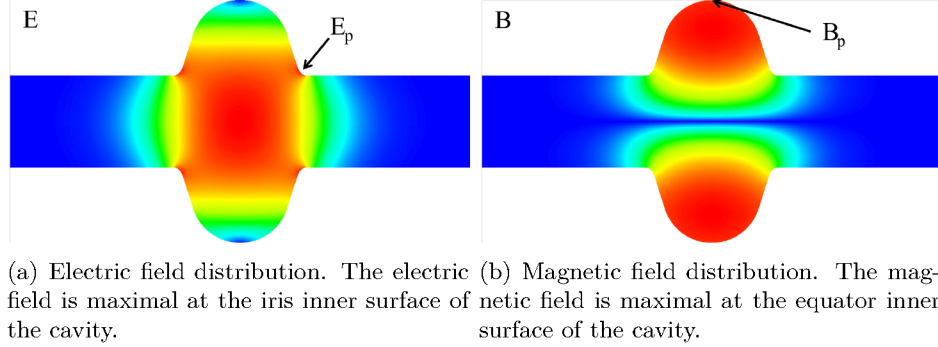 E
E_p
B
B_p
(a) Electric field distribution. The electric
field is maximal at the iris inner surface of
the cavity.
(b) Magnetic field distribution. The mag-
netic field is maximal at the equator inner
surface of the cavity.